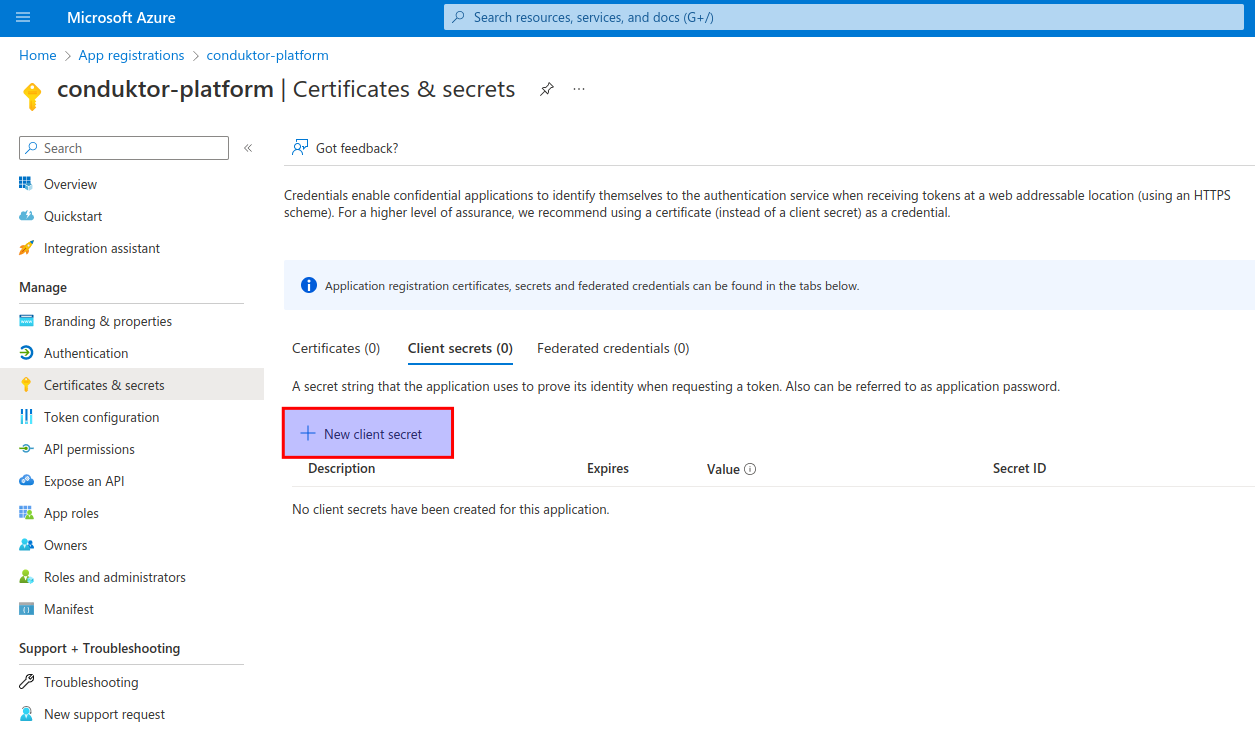 Microsoft Azure
Search resources, services, and docs (G+/)
Home > App registrations > conduktor-platform
conduktor-platform | Certificates & secrets
Search
«
Overview
Quickstart
Integration assistant
Manage
Branding & properties
Authentication
Certificates & secrets
Token configuration
API permissions
Expose an API
App roles
Owners
Roles and administrators
Manifest
Support + Troubleshooting
Troubleshooting
New support request
Got feedback?
Credentials enable confidential applications to identify themselves to the authentication service when receiving tokens at a web addressable location (using an HTTPS
scheme). For a higher level of assurance, we recommend using a certificate (instead of a client secret) as a credential.
Application registration certificates, secrets and federated credentials can be found in the tabs below.
Certificates (0) Client secrets (0) Federated credentials (0)
A secret string that the application uses to prove its identity when requesting a token. Also can be referred to as application password.
New client secret
Description Expires Value Secret ID
No client secrets have been created for this application.